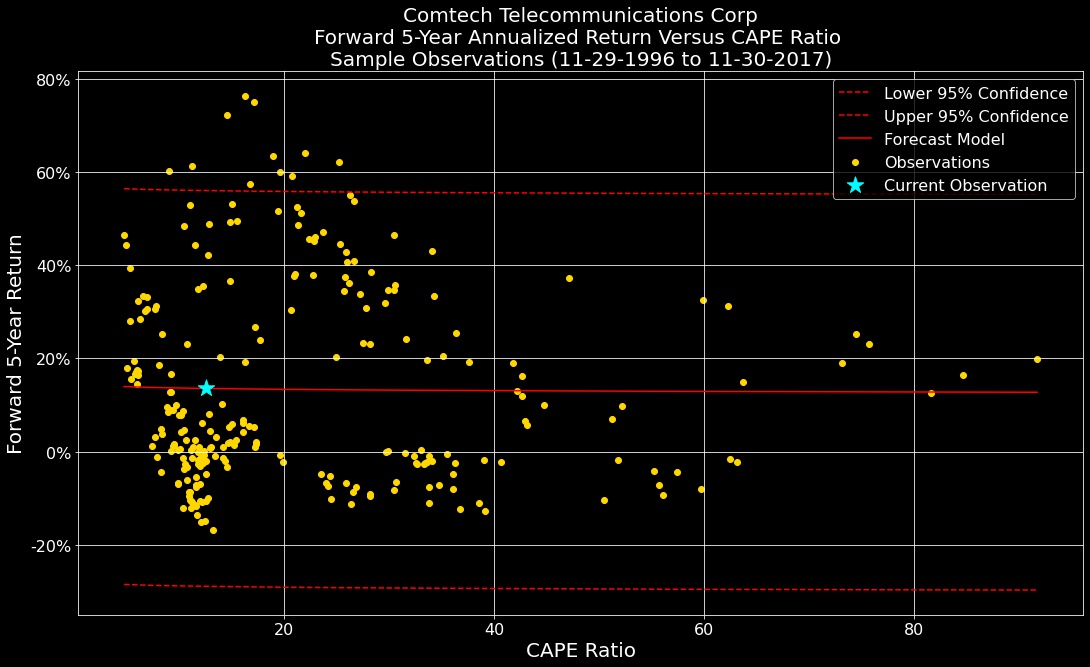 Comtech Telecommunications Corp
Forward 5-Year Annualized Return Versus CAPE Ratio
Sample Observations (11-29-1996 to 11-30-2017)
Lower 95% Confidence
Upper 95% Confidence
Forecast Model
Observations
Current Observation
Forward 5-Year Return
80%
60%
40%
20%
0%
-20%
20
40
60
80
CAPE Ratio